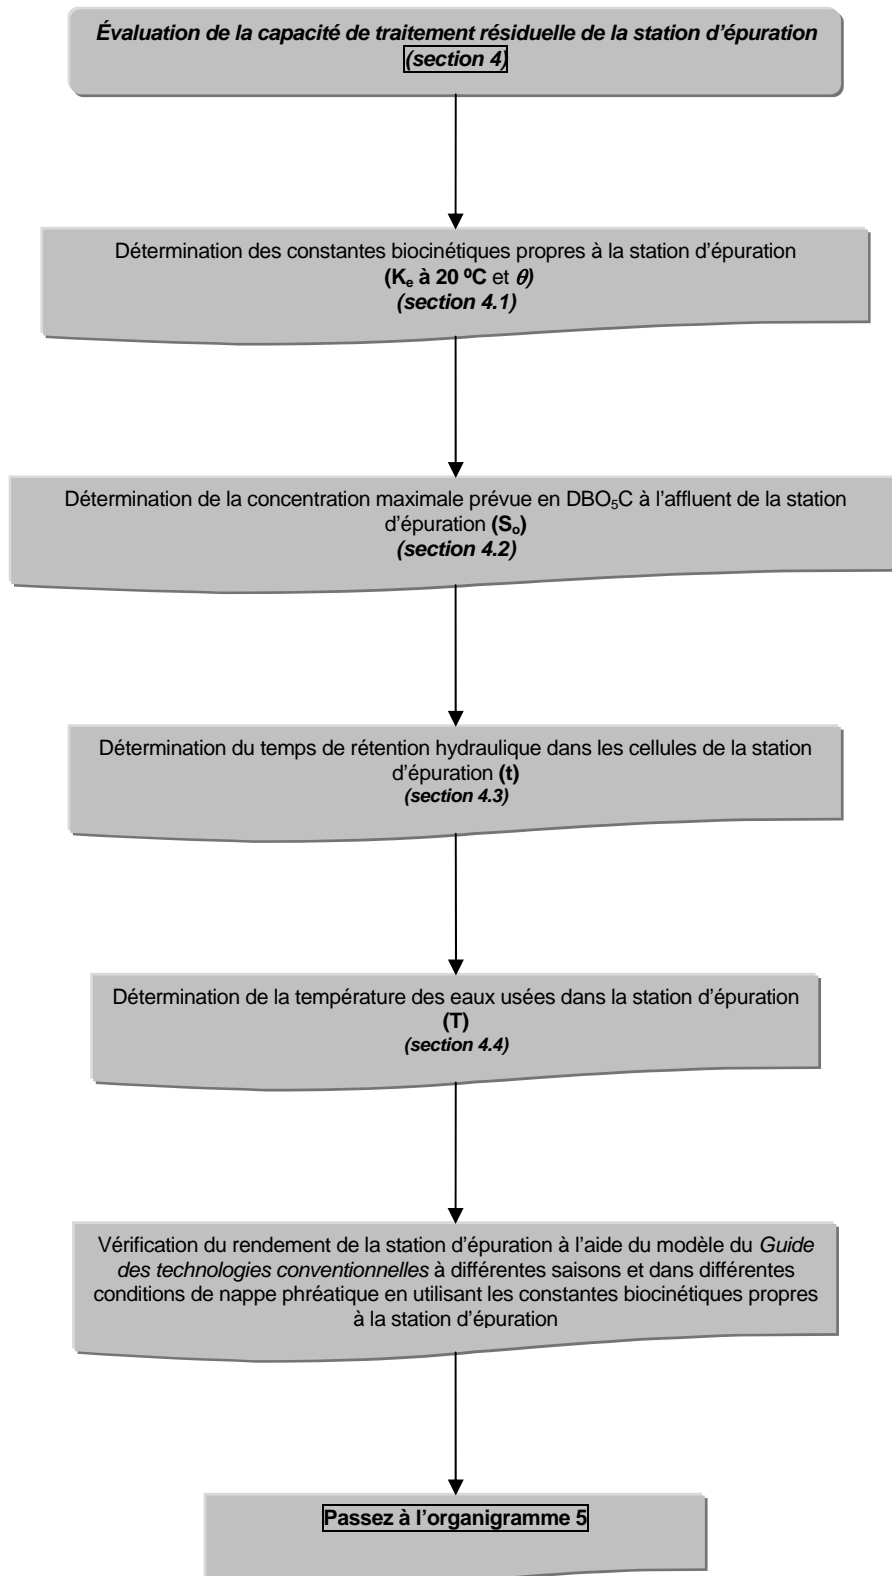 Évaluation de la capacité de traitement résiduelle de la station d’épuration
(section 4)
Détermination des constantes biocinétiques propres à la station d’épuration
(Ke à 20 ºC et θ)
(section 4.1)
Détermination de la concentration maximale prévue en DBO5C à l’affluent de la station
d’épuration (So)
(section 4.2)
Détermination du temps de rétention hydraulique dans les cellules de la station
d’épuration (t)
(section 4.3)
Détermination de la température des eaux usées dans la station d’épuration
(T)
(section 4.4)
Vérification du rendement de la station d’épuration à l’aide du modèle du Guide
des technologies conventionnelles à différentes saisons et dans différentes
conditions de nappe phréatique en utilisant les constantes biocinétiques propres
à la station d’épuration
Passez à l’organigramme 5